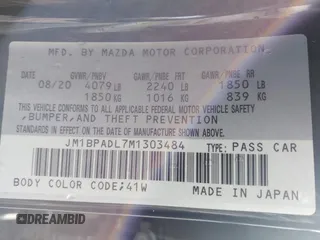 MFD. BY MAZDA MOTOR CORPORATION
GVWR/PNBV GAWR/PNBE FRT GAWR/PNBE RR
08/20 4079 LB 2240 LB 1850 LB
1850 KG 1016 KG 839 KG
THIS VEHICLE CONFORMS TO ALL APPLICABLE FEDERAL MOTOR VEHICLE SAFETY
,BUMPER,AND THEFT PREVENTION
STANDARDS IN EFFECT ON THE DATE OF MANUFACTURE SHOWN ABOVE.
JM1BPADL7M1303484 TYPE: PASS CAR
BODY COLOR CODE:41W MADE IN JAPAN
DREAMBID